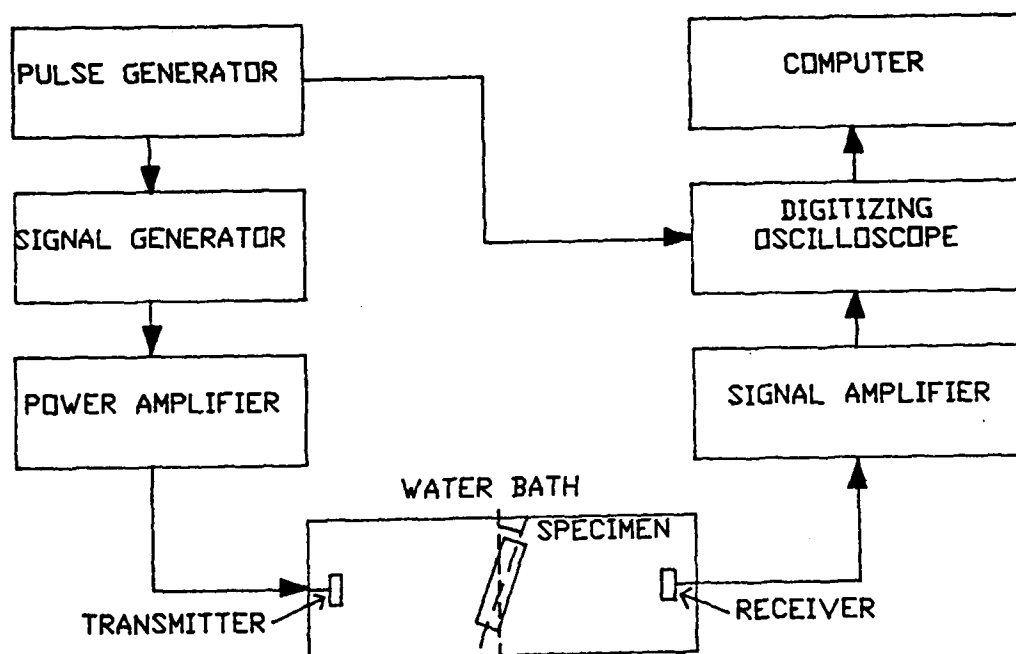 PULSE GENERATOR
COMPUTER
SIGNAL GENERATOR
DIGITIZING
OSCILLOSCOPE
POWER AMPLIFIER
SIGNAL AMPLIFIER
WATER BATH
SPECIMEN
TRANSMITTER
RECEIVER